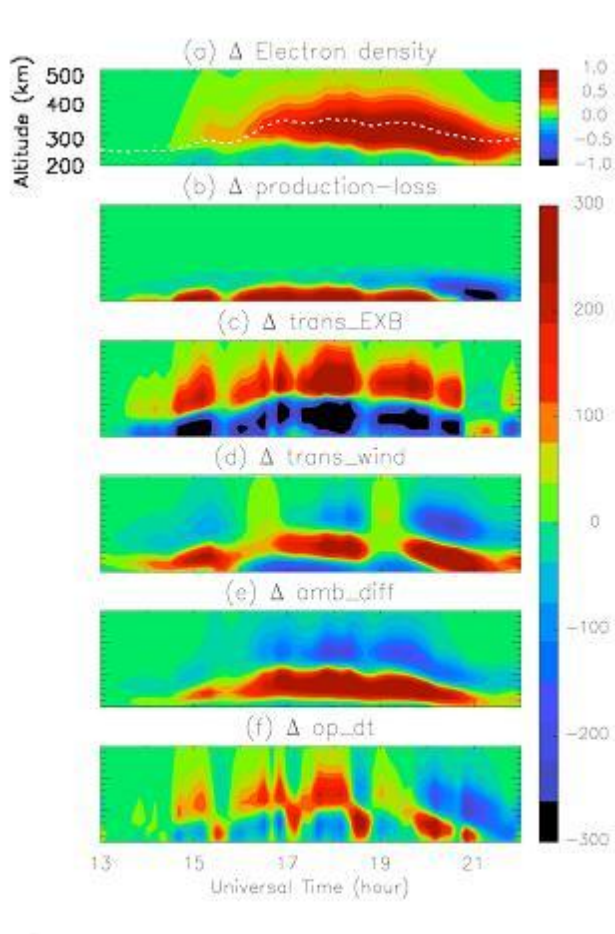 (a) Δ Electron density
Altitude (km)
500
400
300
200
1.0
0.5
0.0
-0.5
-1.0
(b) Δ production-loss
300
200
100
0
-100
-200
-300
(c) Δ trans_EXB
(d) Δ trans_wind
(e) Δ amb_diff
(f) Δ op_dt
13 15 17 19 21
Universal Time (hour)